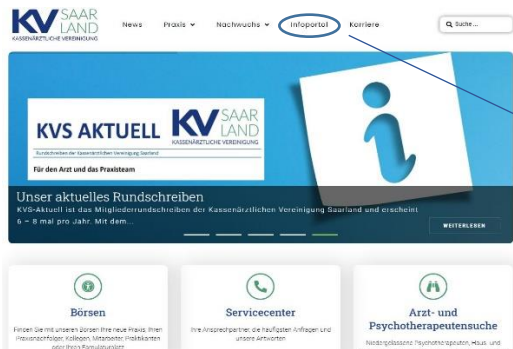 KV SAAR
LAND
KASSENÄRZTLICHE VEREINIGUNG
News Praxis Nachwuchs Infoportal Karriere
Suche ...
KVS AKTUELL
KV SAAR
LAND
KASSENÄRZTLICHE VEREINIGUNG
Rundschreiben der Kassenärztlichen Vereinigung Saarland
Für den Arzt und das Praxisteam
i
Unser aktuelles Rundschreiben
KVS-Aktuell ist das Mitgliederrundschreiben der Kassenärztlichen Vereinigung Saarland und erscheint
6 – 8 mal pro Jahr. Mit dem...
WEITERLESEN
Börsen
Finden Sie mit unseren Börsen Ihre neue Praxis, Ihren
Praxisnachfolger, Kollegen, Mitarbeiter, Praktikanten
oder Ihren Famulaturplatz
Servicecenter
Ihre Ansprechpartner, die häufigsten Anfragen und
unsere Antworten
Arzt- und
Psychotherapeutensuche
Niedergelassene Psychotherapeuten, Haus- und